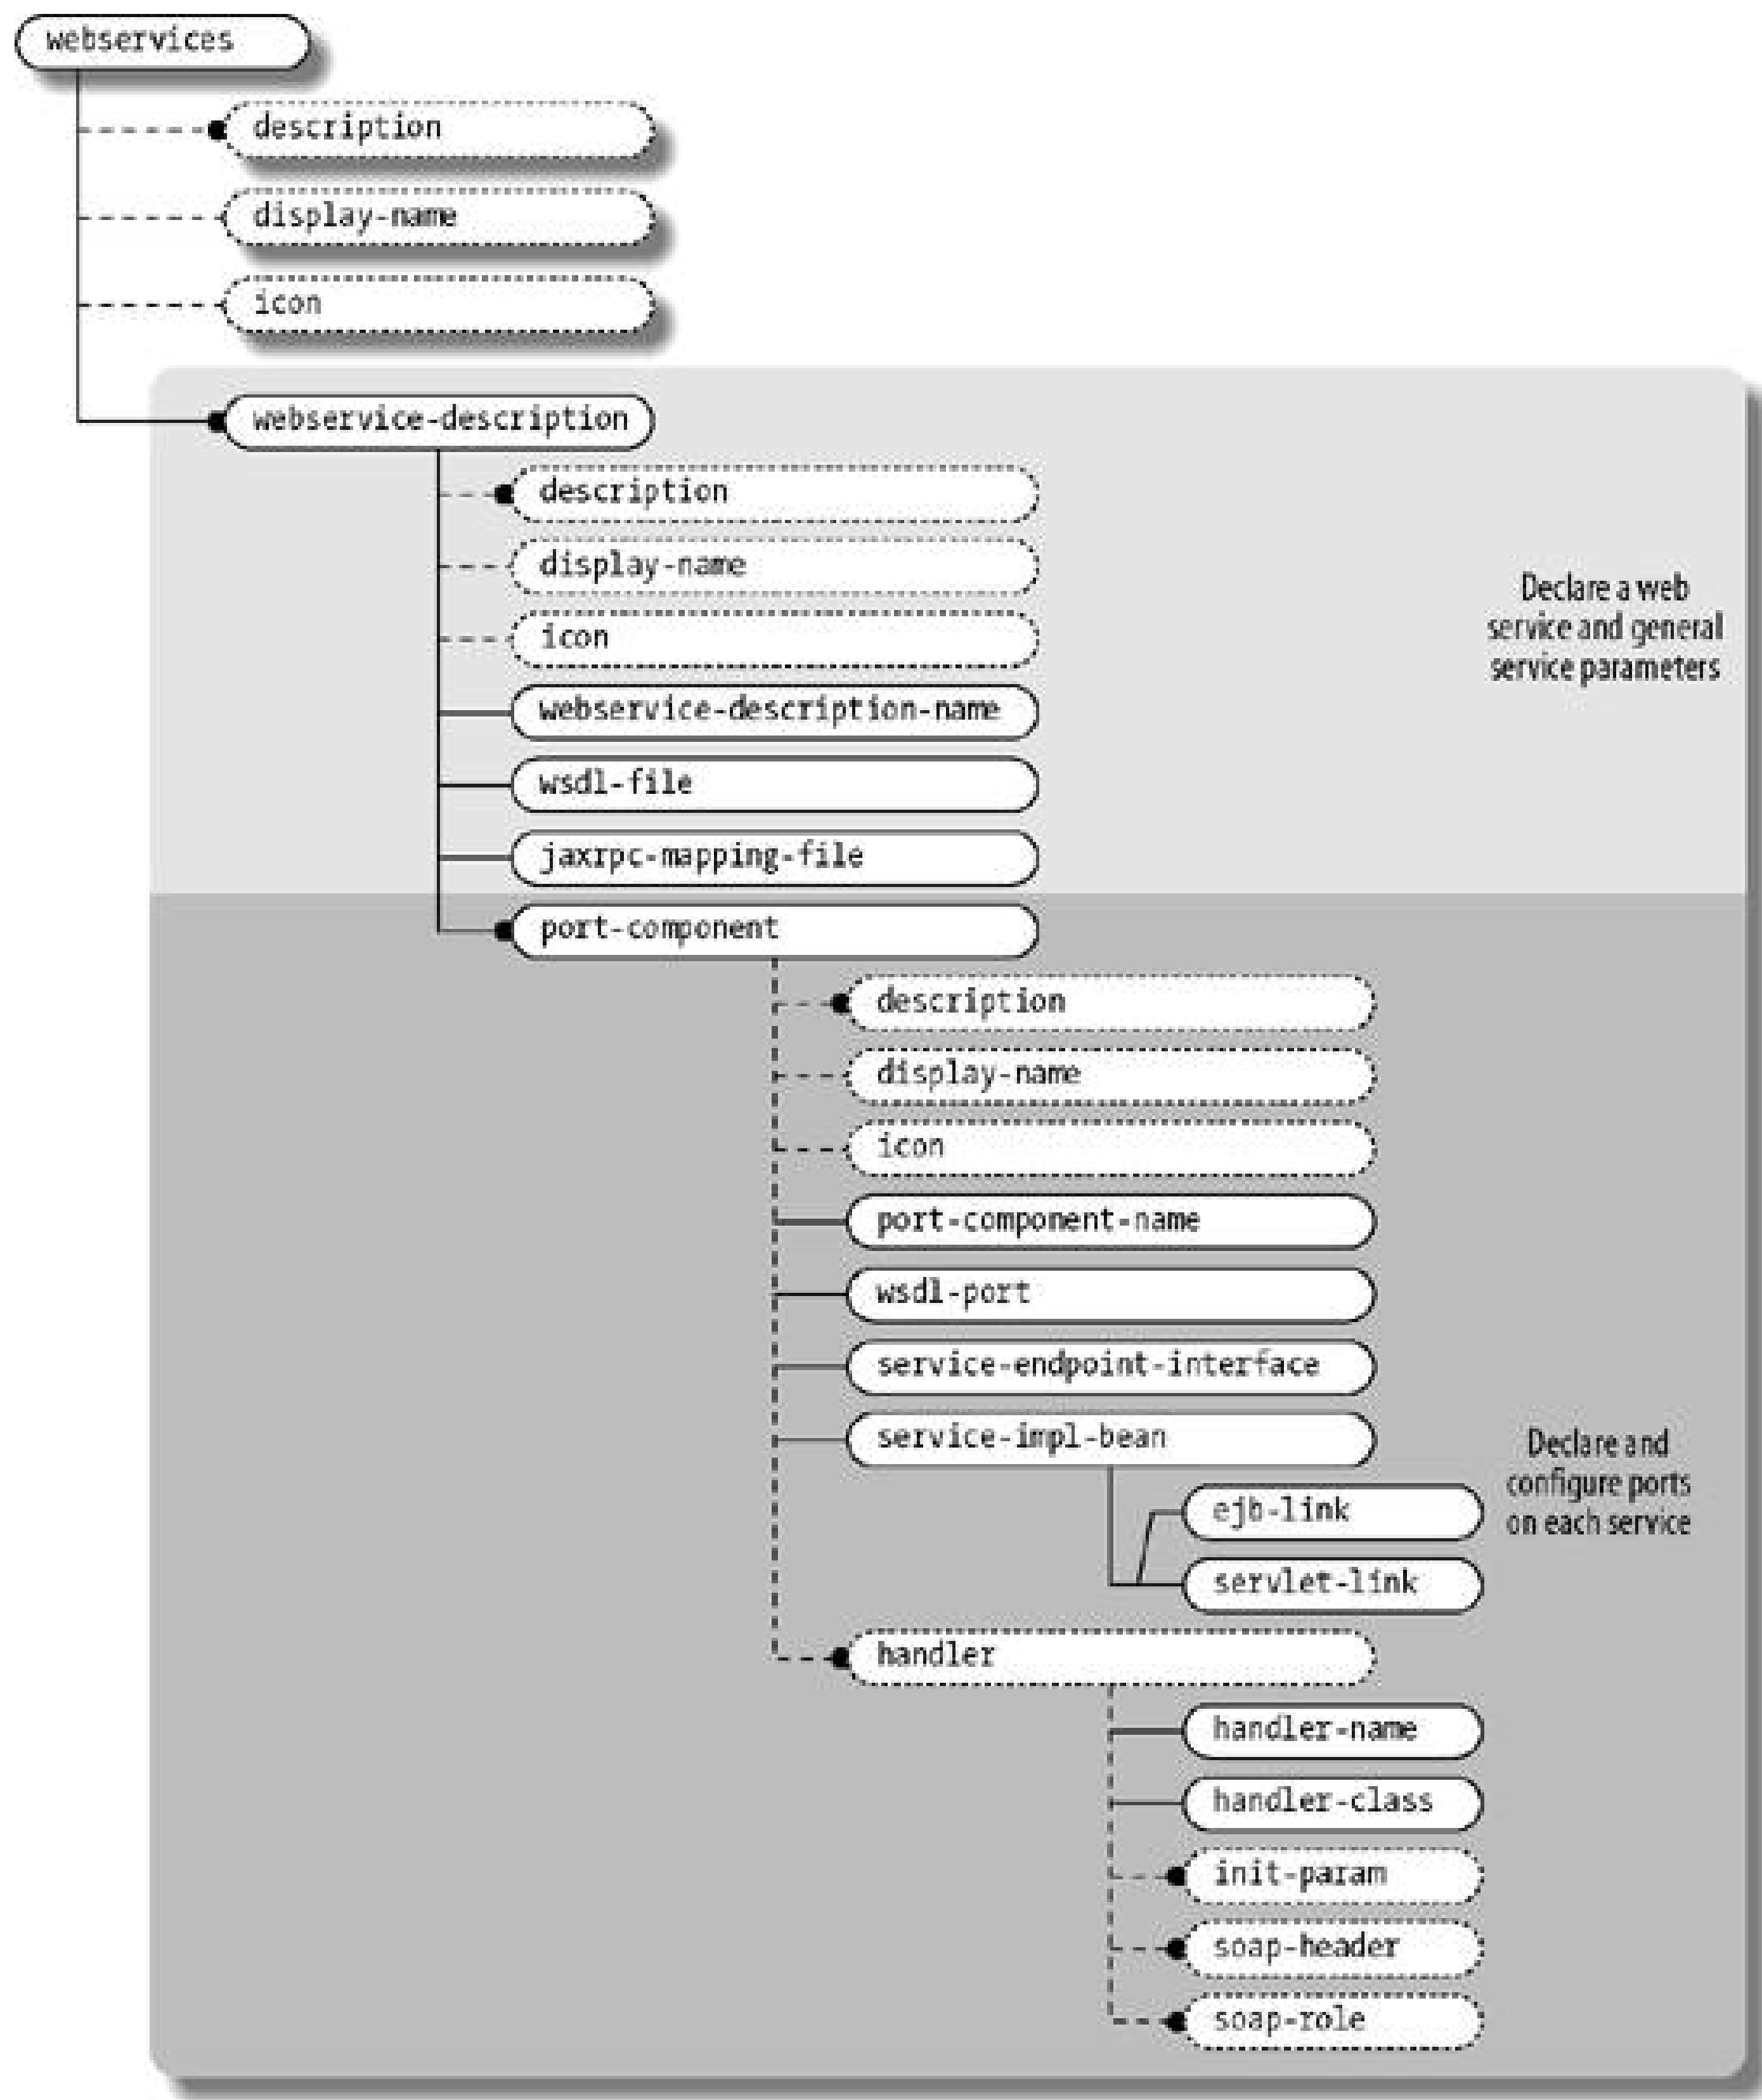 webservices
description
display-name
icon
webservice-description
description
display-name
icon
webservice-description-name
wsdl-file
jaxrpc-mapping-file
port-component
Declare a web
service and general
service parameters
description
display-name
icon
port-component-name
wsdl-port
service-endpoint-interface
service-impl-bean
ejb-link
servlet-link
Declare and
configure ports
on each service
handler
handler-name
handler-class
init-param
soap-header
soap-role